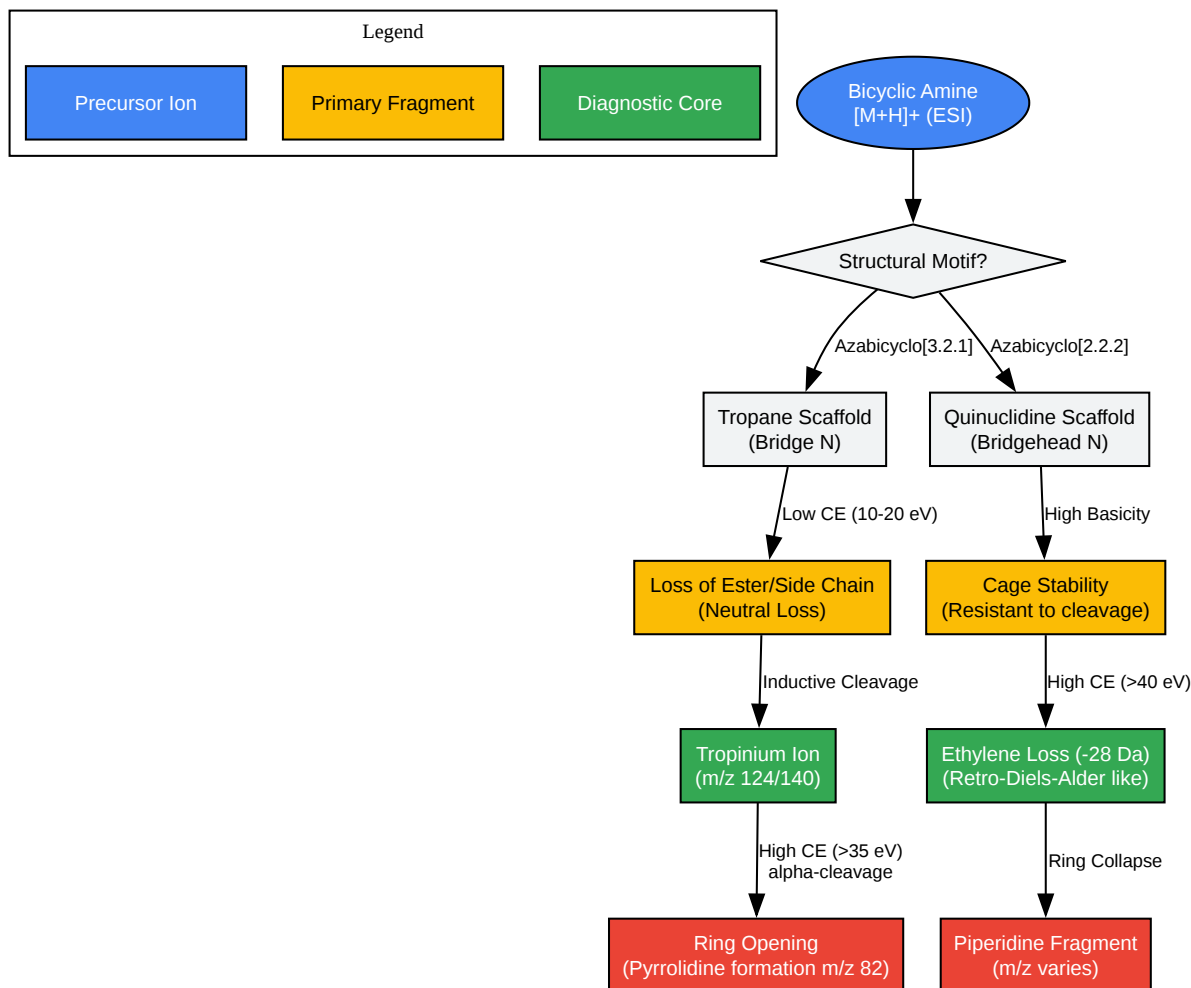 Legend
Precursor Ion
Primary Fragment
Diagnostic Core
Bicyclic Amine
[M+H]+ (ESI)
Structural Motif?
Azabicyclo[3.2.1]
Azabicyclo[2.2.2]
Tropane Scaffold
(Bridge N)
Quinuclidine Scaffold
(Bridgehead N)
Low CE (10-20 eV)
High Basicity
Loss of Ester/Side Chain
(Neutral Loss)
Cage Stability
(Resistant to cleavage)
Inductive Cleavage
High CE (>40 eV)
Tropinium Ion
(m/z 124/140)
Ethylene Loss (-28 Da)
(Retro-Diels-Alder like)
High CE (>35 eV)
alpha-cleavage
Ring Collapse
Ring Opening
(Pyrrolidine formation m/z 82)
Piperidine Fragment
(m/z varies)